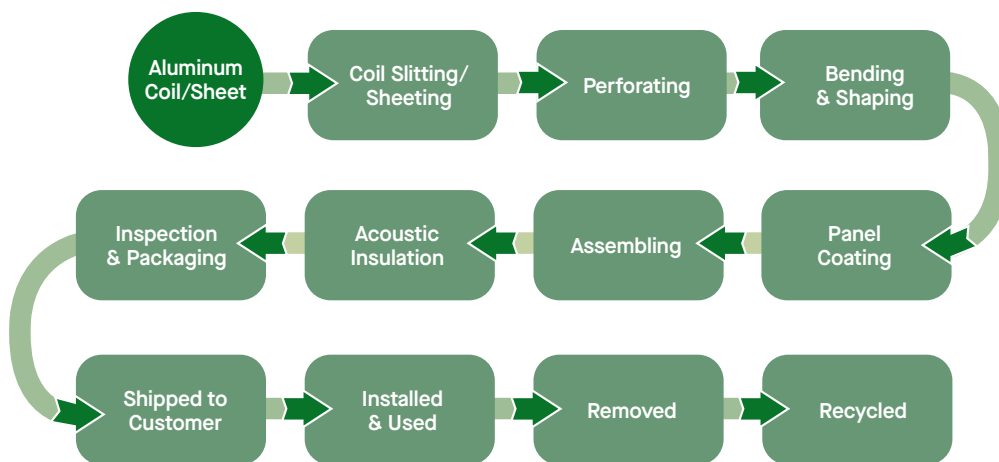 Aluminum
Coil/Sheet
Coil Slitting/
Sheeting
Perforating
Bending
& Shaping
Panel
Coating
Assembling
Acoustic
Insulation
Inspection
& Packaging
Shipped to
Customer
Installed
& Used
Removed
Recycled